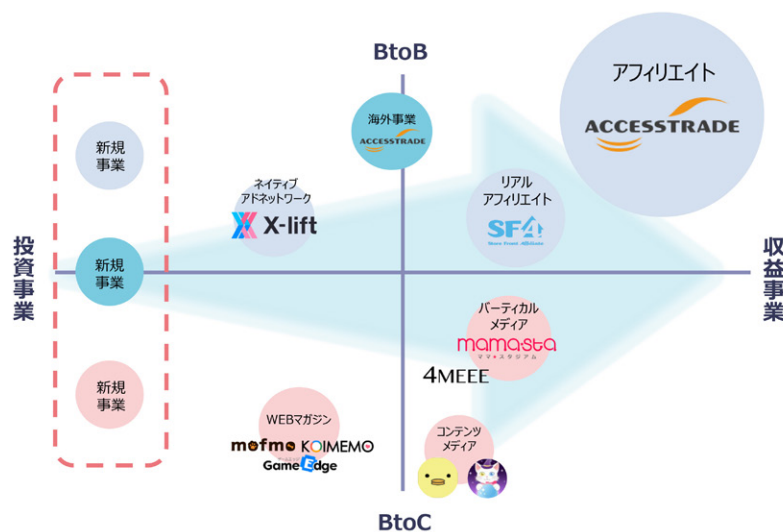 BtoB
アフィリエイト
ACCESSTRADE
海外事業
ACCESSTRADE
新規
事業
ネイティブ
アドネットワーク
X-lift
リアル
アフィリエイト
SF4
投資事業
新規
事業
収益事業
バーティカル
メディア
mamasta
ママ★スタジアム
4MEEE
新規
事業
WEBマガジン
mofmo KOIMEMO
GameEdge
コンテンツ
メディア
BtoC